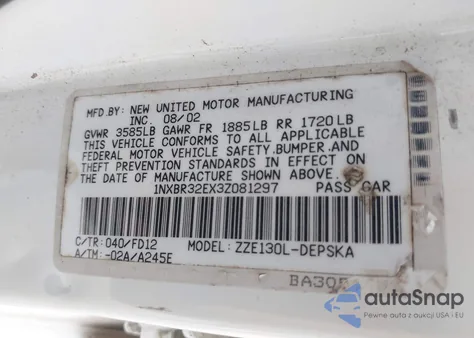 MFD.BY: NEW UNITED MOTOR MANUFACTURING
INC. 08/02
GVWR 3585LB GAWR FR 1885LB RR 1720LB
THIS VEHICLE CONFORMS TO ALL APPLICABLE
FEDERAL MOTOR VEHICLE SAFETY,BUMPER,AND
THEFT PREVENTION STANDARDS IN EFFECT ON
THE DATE OF MANUFACTURE SHOWN ABOVE.
1NXBR32EX3Z081297 PASS CAR
C/TR: 040/FD12 MODEL: ZZE130L-DEPSKA
A/TM: -02A/A245E
autoSnap
Pewne auta z aukcji USA i EU